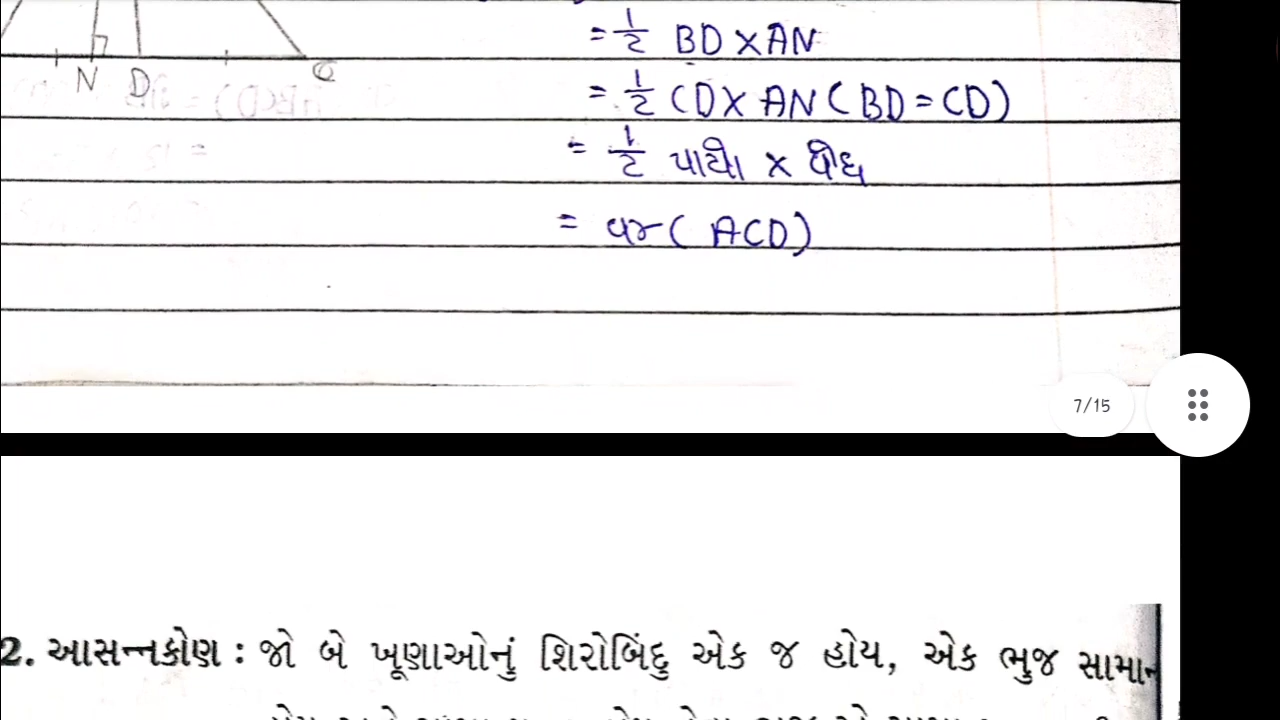 = 1/2 BD X AN
N D C
= 1/2 CD X AN ( BD = CD )
= 1/2 પાયો x વેધ
= વર ( ACD )
7/15
2. આસન્નકોણ : જો બે ખૂણાઓનું શિરોબિંદુ એક જ હોય, એક ભુજ સામાન